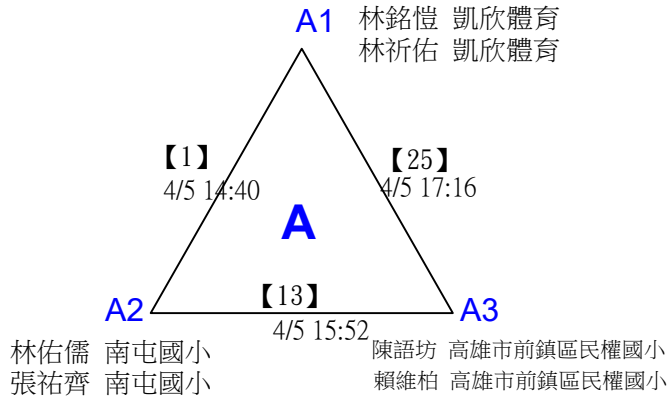 A1
林銘愷 凱欣體育
林祈佑 凱欣體育
【1】
4/5 14:40
【25】
4/5 17:16
A
【13】
4/5 15:52
A2
A3
林佑儒 南屯國小
張祐齊 南屯國小
陳語坊 高雄市前鎮區民權國小
賴維柏 高雄市前鎮區民權國小